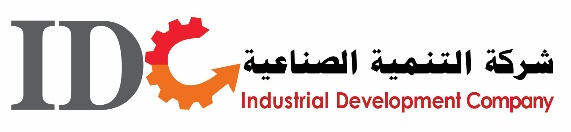 IDC
شركة التنمية الصناعية
Industrial Development Company